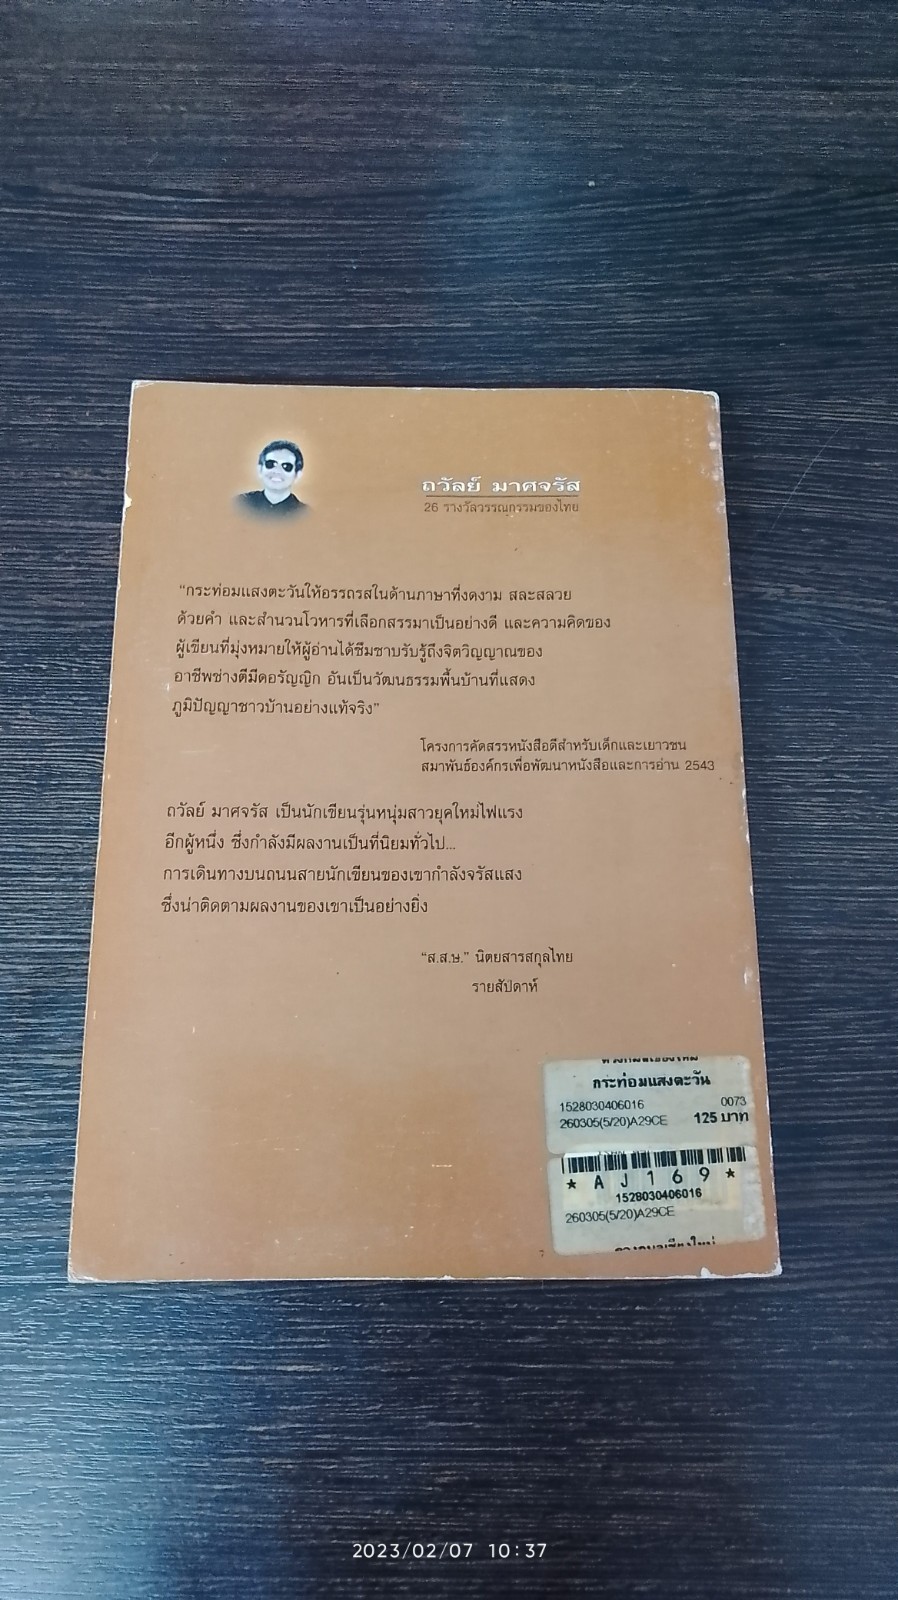 ถวัลย์ มาศจรัส
26 รางวัลวรรณกรรมของไทย
"กระท่อมแสงตะวันให้อรรถรสในด้านภาษาที่งดงาม สละสลวย
ด้วยคำ และสำนวนโวหารที่เลือกสรรมาเป็นอย่างดี และความคิดของ
ผู้เขียนที่มุ่งหมายให้ผู้อ่านได้ซึมซาบรับรู้ถึงจิตวิญญาณของ
อาชีพช่างตีมีดอรัญญิก อันเป็นวัฒนธรรมพื้นบ้านที่แสดง
ภูมิปัญญาชาวบ้านอย่างแท้จริง"
โครงการคัดสรรหนังสือดีสำหรับเด็กและเยาวชน
สมาพันธ์องค์กรเพื่อพัฒนาหนังสือและการอ่าน 2543
ถวัลย์ มาศจรัส เป็นนักเขียนรุ่นหนุ่มสาวยุคใหม่ไฟแรง
อีกผู้หนึ่ง ซึ่งกำลังมีผลงานเป็นที่นิยมทั่วไป...
การเดินทางบนถนนสายนักเขียนของเขากำลังจรัสแสง
ซึ่งน่าติดตามผลงานของเขาเป็นอย่างยิ่ง
"ส.ส.ษ." นิตยสารสกุลไทย
รายสัปดาห์
กระท่อมแสงตะวัน
1528030406016 0073
260305(5/20)A29CE 125 บาท
* A J 1 6 9 *
1528030406016
260305(5/20)A29CE
2023/02/07 10:37